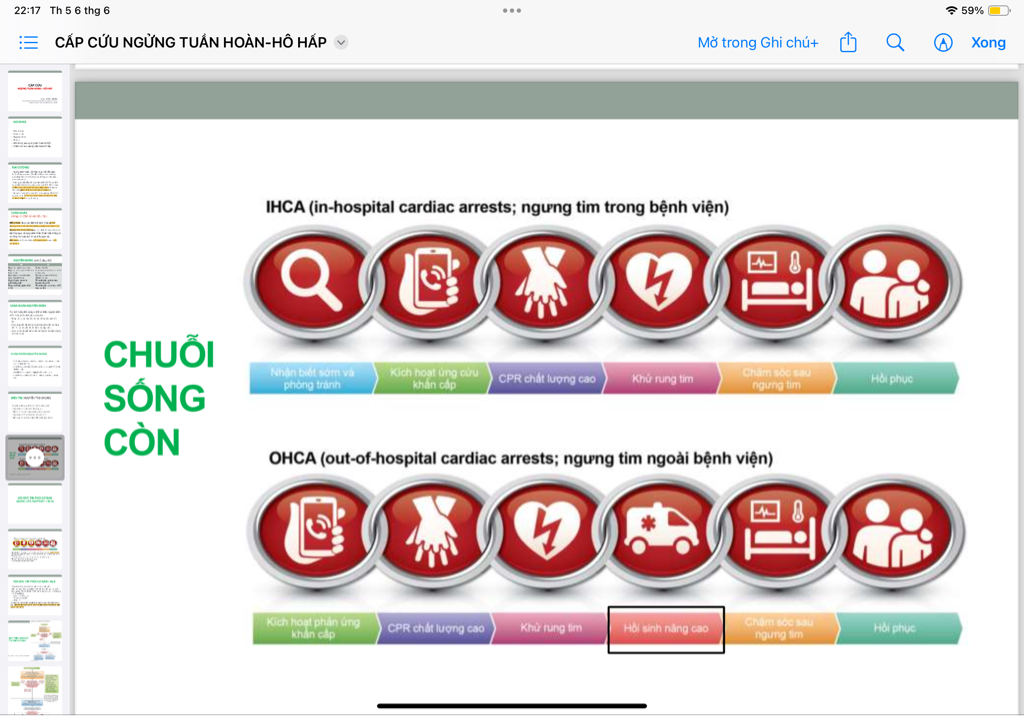 22:17 Th 5 6 thg 6
59%
CẤP CỨU NGỪNG TUẦN HOÀN-HÔ HẤP
Mở trong Ghi chú+
Xong
IHCA (in-hospital cardiac arrests; ngưng tim trong bệnh viện)
Nhận biết sớm và
phòng tránh
Kích hoạt ứng cứu
khẩn cấp
CPR chất lượng cao
Khử rung tim
Chăm sóc sau
ngưng tim
Hồi phục
CHUỖI
SỐNG
CÒN
OHCA (out-of-hospital cardiac arrests; ngưng tim ngoài bệnh viện)
Kích hoạt phản ứng
khẩn cấp
CPR chất lượng cao
Khử rung tim
Hồi sinh nâng cao
Chăm sóc sau
ngưng tim
Hồi phục